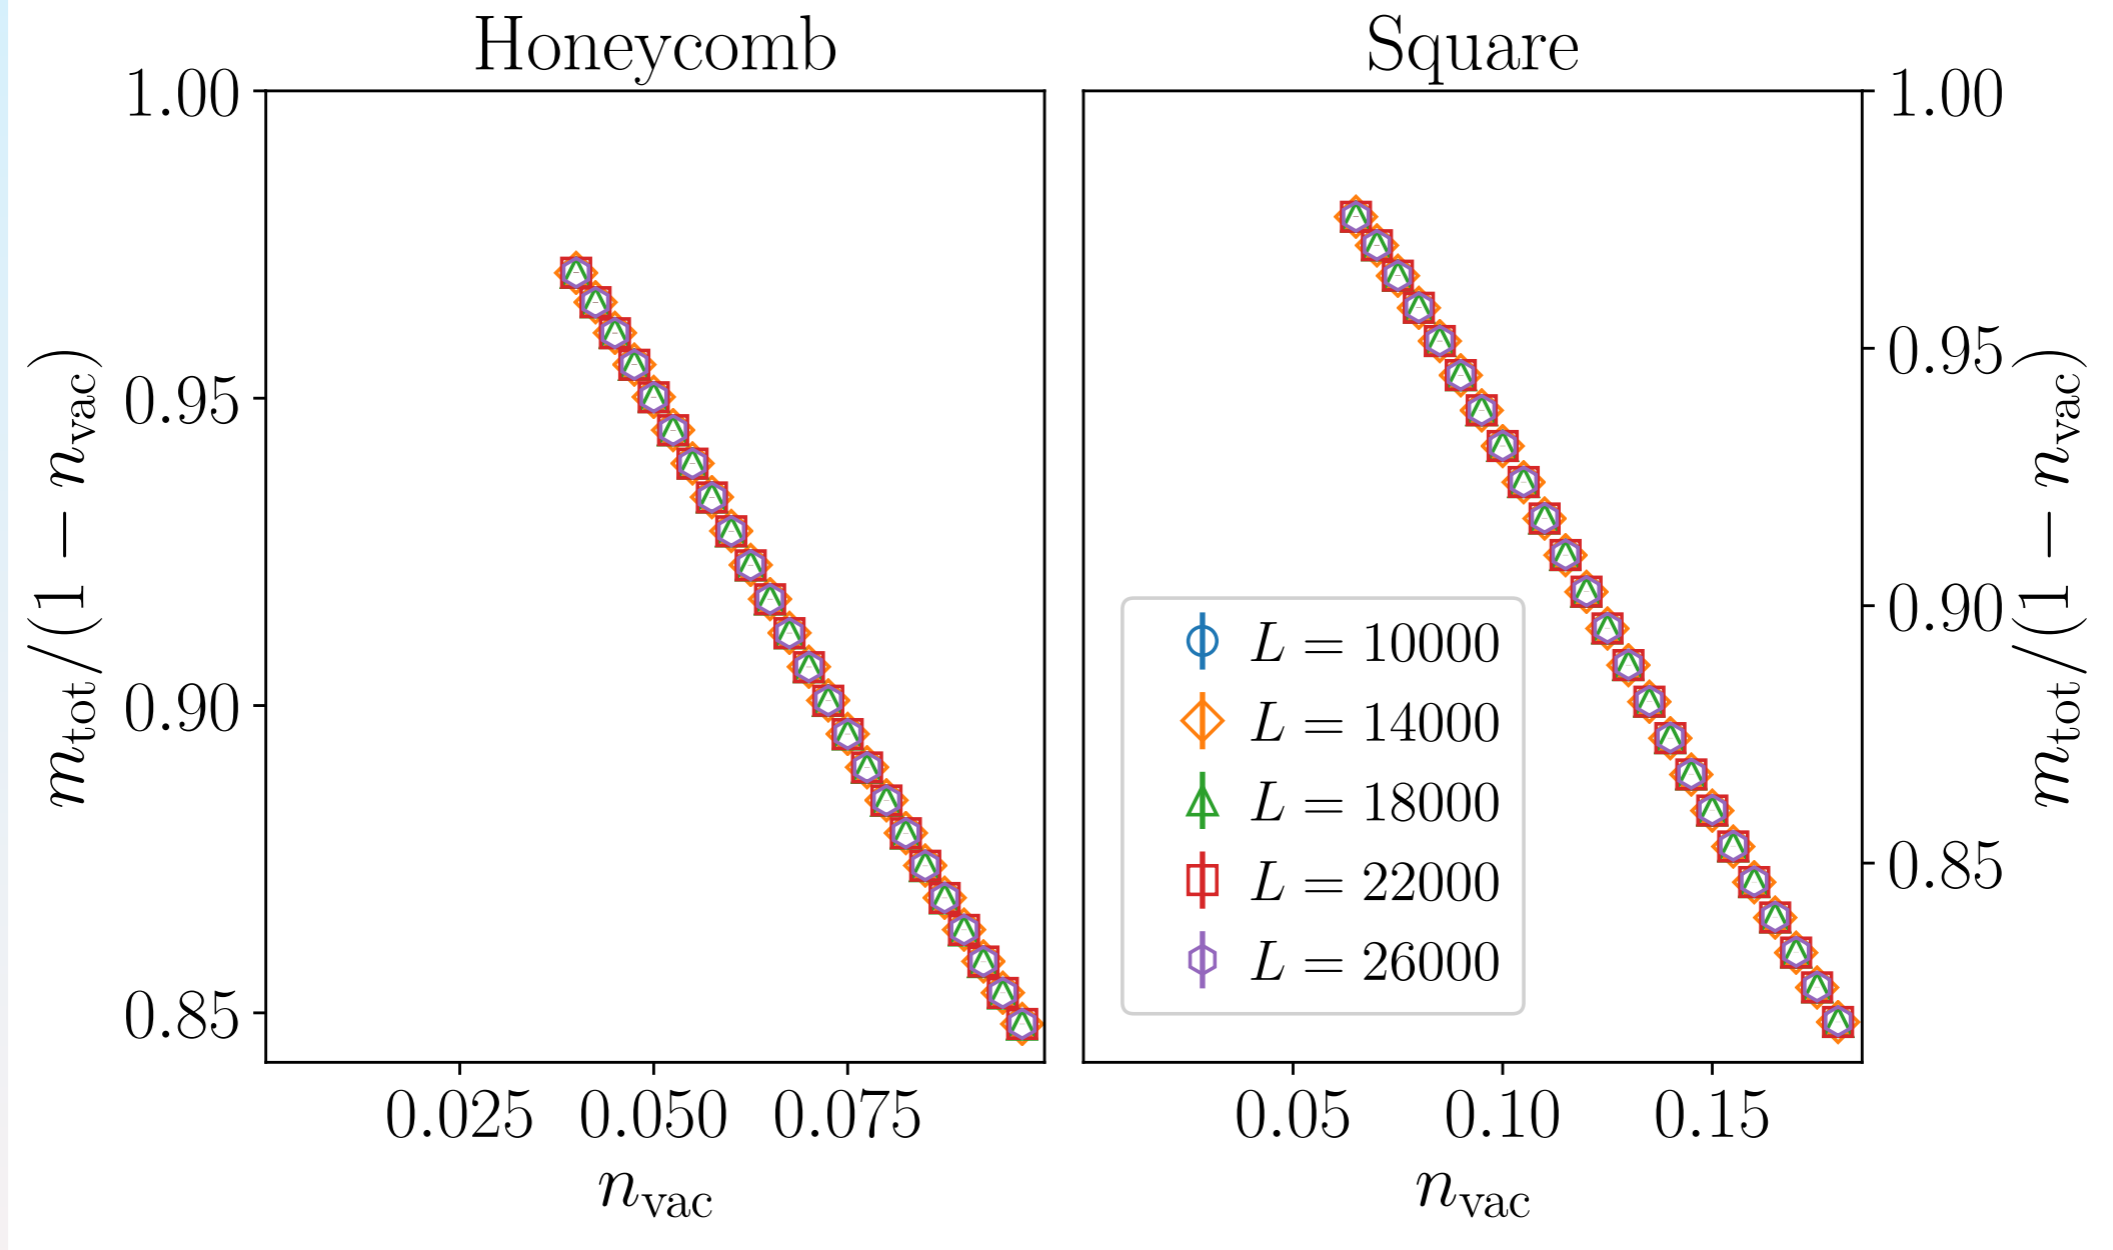 Honeycomb
1.00
0.95
0.90
0.85
m_tot/(1 − n_vac)
0.025 0.050 0.075
n_vac
Square
L = 10000
L = 14000
L = 18000
L = 22000
L = 26000
1.00
0.95
0.90
0.85
m_tot/(1 − n_vac)
0.05 0.10 0.15
n_vac